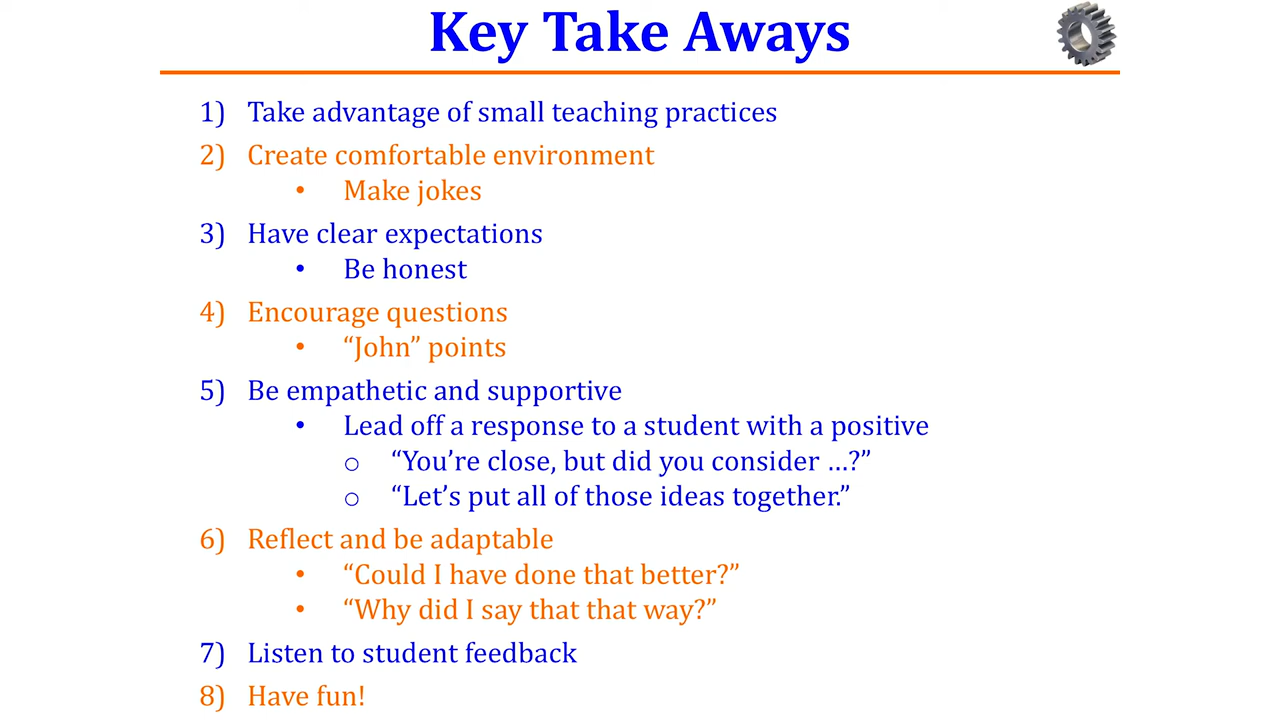 Key Take Aways
1) Take advantage of small teaching practices
2) Create comfortable environment
• Make jokes
3) Have clear expectations
• Be honest
4) Encourage questions
• “John” points
5) Be empathetic and supportive
• Lead off a response to a student with a positive
o “You’re close, but did you consider …?”
o “Let’s put all of those ideas together.”
6) Reflect and be adaptable
• “Could I have done that better?”
• “Why did I say that that way?”
7) Listen to student feedback
8) Have fun!